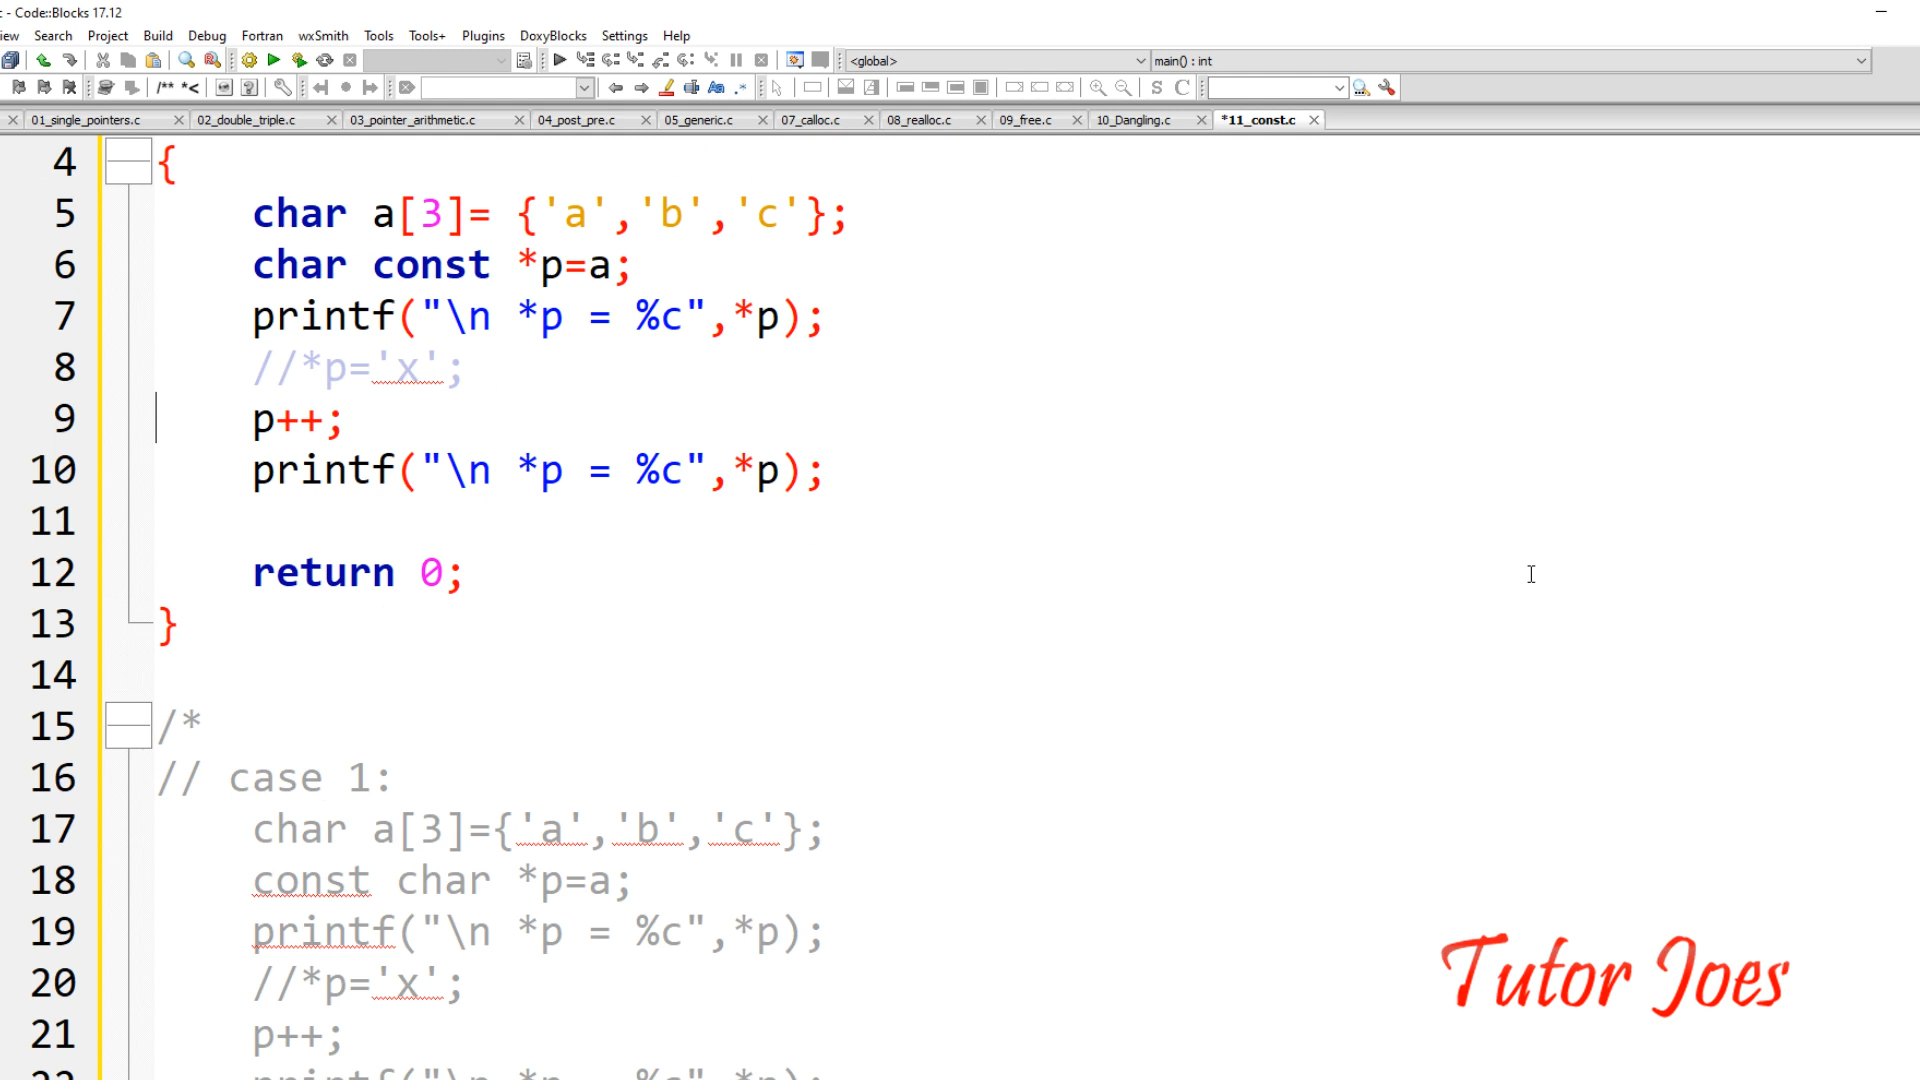 c - Code::Blocks 17.12
iew Search Project Build Debug Fortran wxSmith Tools Tools+ Plugins DoxyBlocks Settings Help
<global> main() : int
/** *< S C
01_single_pointers.c 02_double_triple.c 03_pointer_arithmetic.c 04_post_pre.c 05_generic.c 07_calloc.c 08_realloc.c 09_free.c 10_Dangling.c *11_const.c
4 {
5 char a[3]= {'a','b','c'};
6 char const *p=a;
7 printf("\n *p = %c",*p);
8 //*p='x';
9 p++;
10 printf("\n *p = %c",*p);
11
12 return 0;
13 }
14
15 /*
16 // case 1:
17 char a[3]={'a','b','c'};
18 const char *p=a;
19 printf("\n *p = %c",*p);
20 //*p='x';
21 p++;
22 printf("\n *p = %c",*p);
Tutor Joes